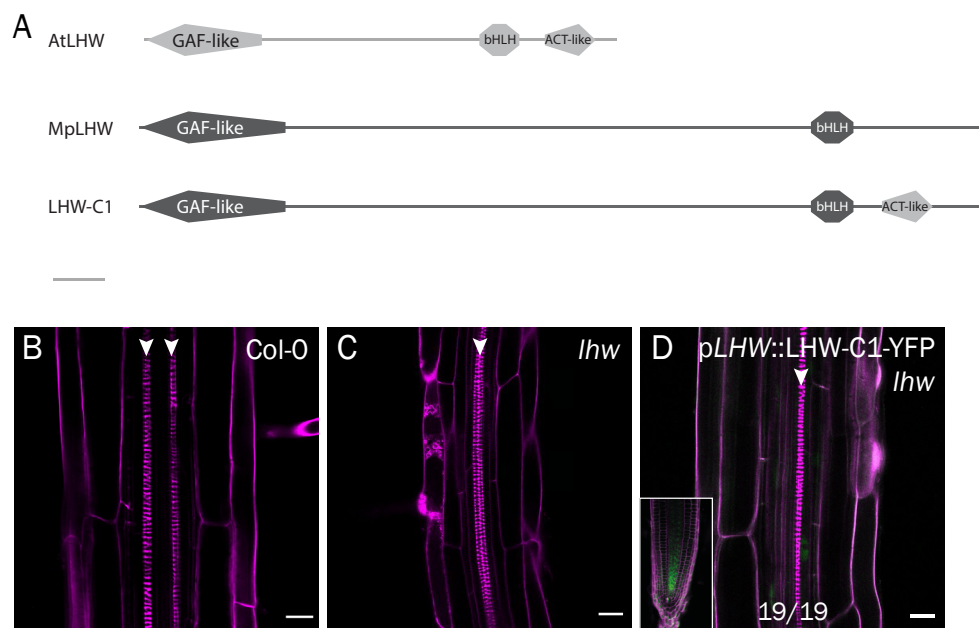 A
AtLHW
GAF-like
bHLH
ACT-like
MpLHW
GAF-like
bHLH
LHW-C1
GAF-like
bHLH
ACT-like
B
Col-0
C
lhw
D
pLHW::LHW-C1-YFP
lhw
19/19